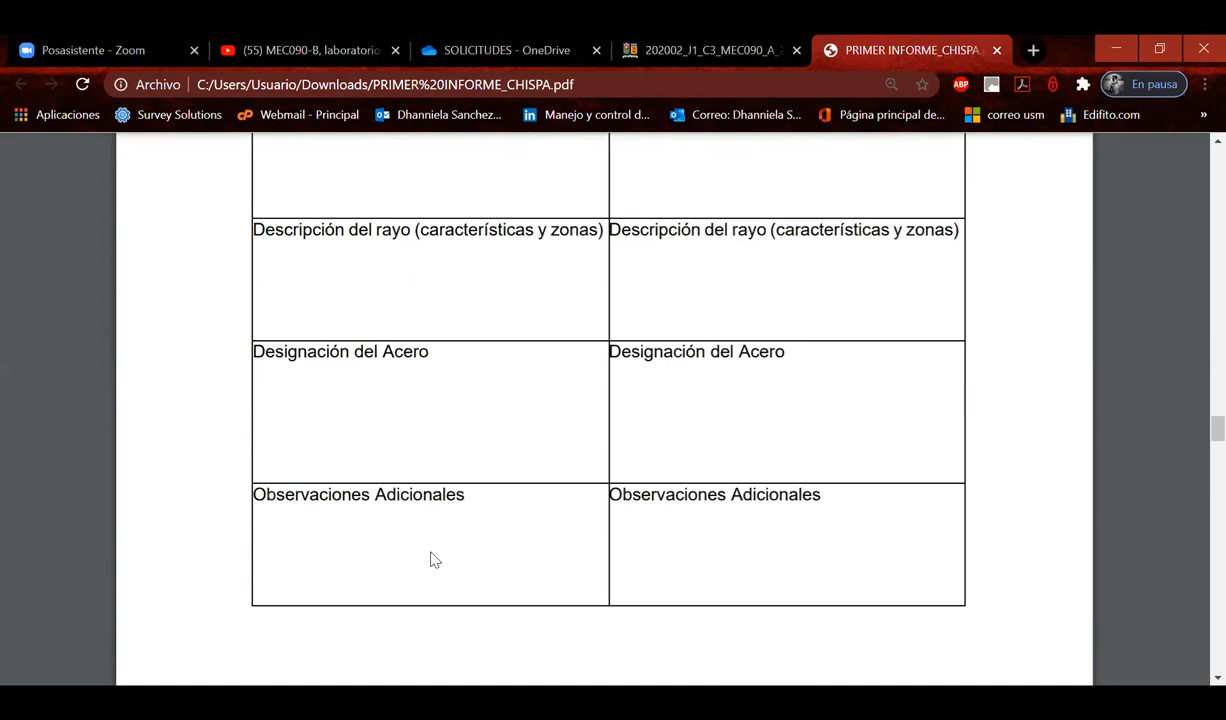 Posasistente - Zoom
(55) MEC090-B, laboratorio
SOLICITUDES - OneDrive
202002_J1_C3_MEC090_A_
PRIMER INFORME_CHISPA.
Archivo C:/Users/Usuario/Downloads/PRIMER%20INFORME_CHISPA.pdf
ABP
En pausa
Aplicaciones
Survey Solutions
Webmail - Principal
Dhanniela Sanchez...
Manejo y control d...
Correo: Dhanniela S...
Página principal de...
correo usm
Edifito.com
»
Descripción del rayo (características y zonas) Descripción del rayo (características y zonas)
Designación del Acero Designación del Acero
Observaciones Adicionales Observaciones Adicionales